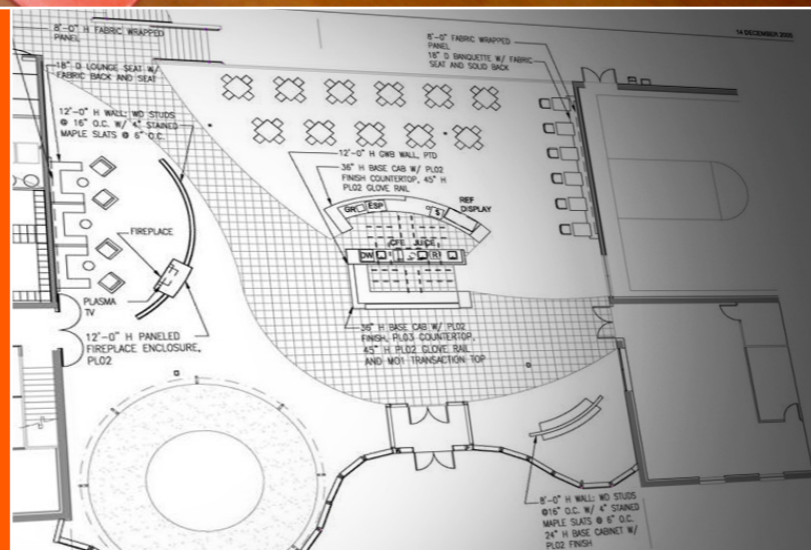 14 DECEMBER 2005
8'-0" H FABRIC WRAPPED
PANEL
18" D LOUNGE SEAT W/
FABRIC BACK AND SEAT
12'-0" H WALL: WD STUDS
@ 16" O.C. W/ 4" STAINED
MAPLE SLATS @ 6" O.C.
8'-0" FABRIC WRAPPED
PANEL
18" D BANQUETTE W/ FABRIC
SEAT AND SOLID BACK
12'-0" H GWB WALL, PTD
36" H BASE CAB W/ PL02
FINISH COUNTERTOP, 45" H
PL02 GLOVE RAIL
REF
DISPLAY
GR
ESP
$
CFE
JUICE
DW
R
FIREPLACE
PLASMA
TV
12'-0" H PANELED
FIREPLACE ENCLOSURE,
PL02
36" H BASE CAB W/ PL02
FINISH, PL03 COUNTERTOP,
45" H PL02 GLOVE RAIL
AND MO1 TRANSACTION TOP
8'-0" H WALL: WD STUDS
@16" O.C. W/ 4" STAINED
MAPLE SLATS @ 6" O.C.
24" H BASE CABINET W/
PL02 FINISH